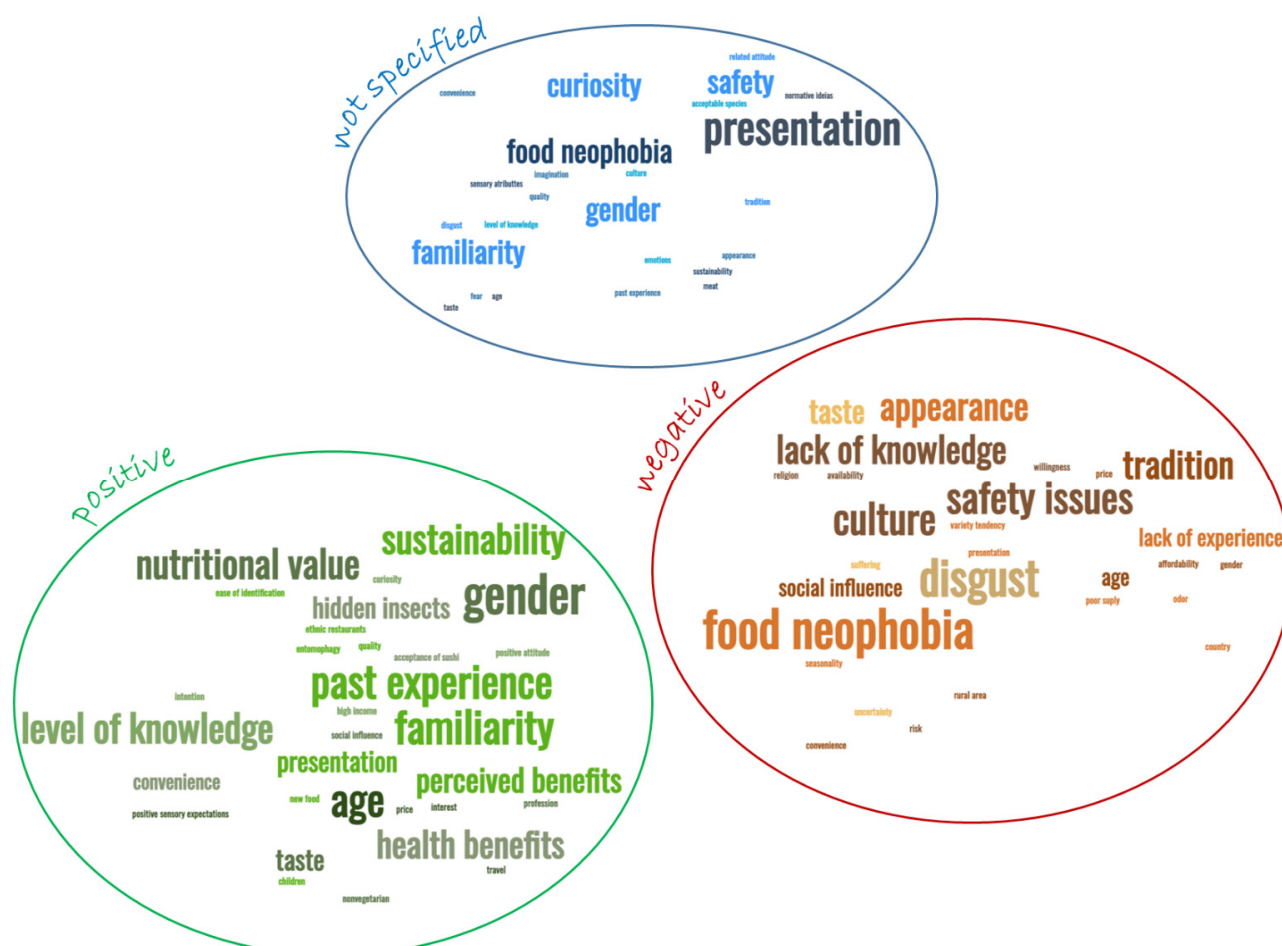 not specified
related attitude
curiosity
safety
convenience
normative ideias
acceptable species
presentation
food neophobia
imagination
culture
sensory atributtes
quality
gender
tradition
disgust
level of knowledge
familiarity
emotions
appearance
sustainability
meat
past experience
fear
age
taste
negative
taste
appearance
lack of knowledge
willingness
tradition
religion
availability
price
safety issues
culture
variety tendency
lack of experience
presentation
suffering
disgust
affordability
gender
social influence
age
poor suply
odor
food neophobia
country
seasonality
rural area
uncertainty
risk
convenience
positive
sustainability
nutritional value
curiosity
gender
ease of identification
hidden insects
ethnic restaurants
entomophagy
quality
acceptance of sushi
positive attitude
past experience
intention
high income
level of knowledge
familiarity
social influence
presentation
convenience
perceived benefits
new food
age
price
interest
profession
positive sensory expectations
health benefits
taste
travel
children
nonvegetarian